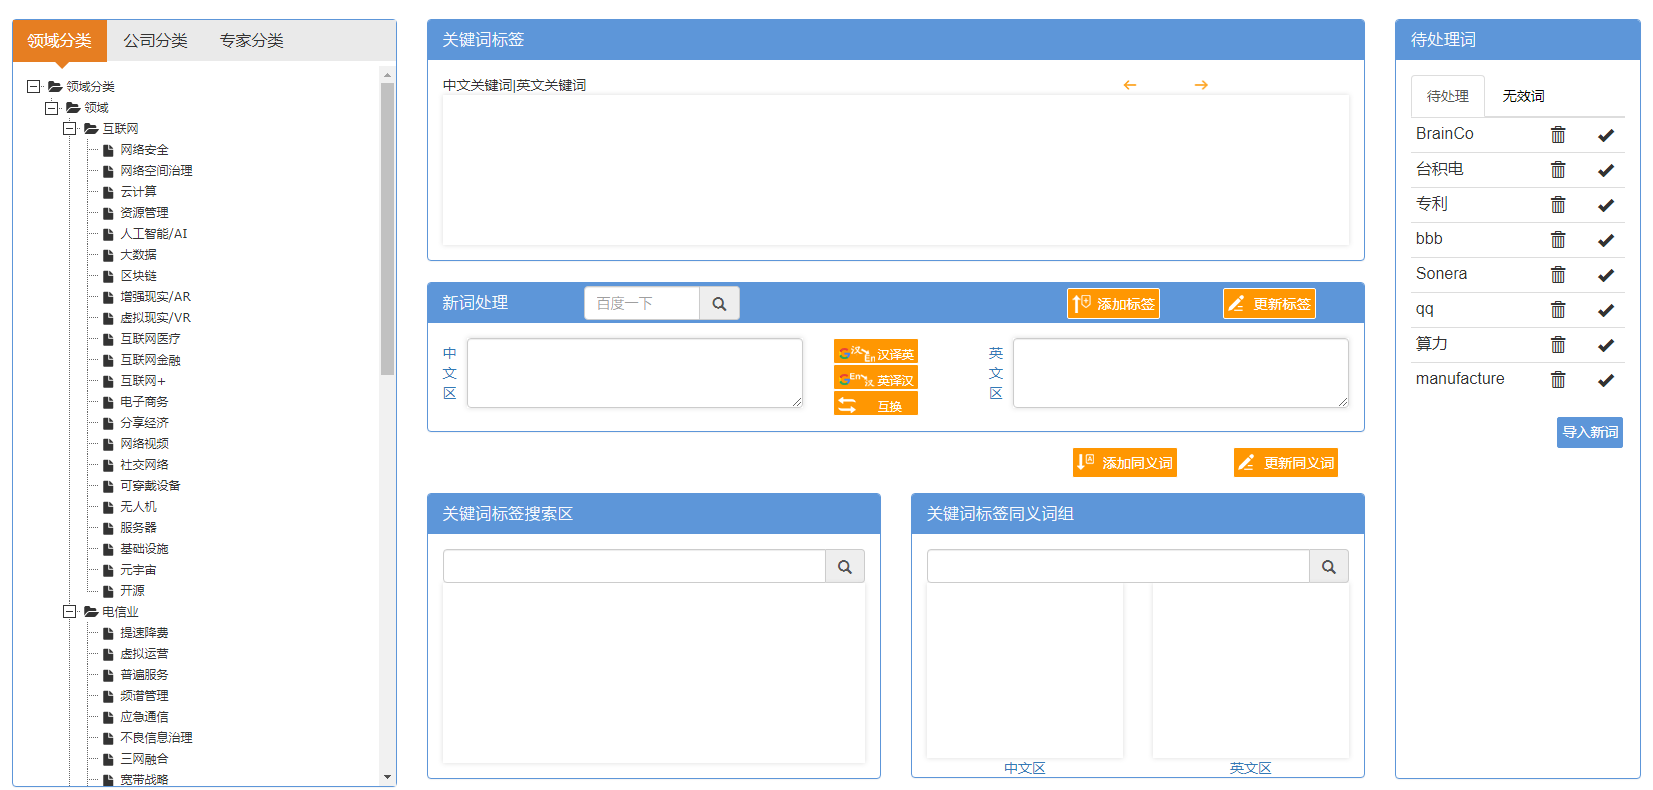 领域分类 公司分类 专家分类
领域分类
领域
互联网
网络安全
网络空间治理
云计算
资源管理
人工智能/AI
大数据
区块链
增强现实/AR
虚拟现实/VR
互联网医疗
互联网金融
互联网+
电子商务
分享经济
网络视频
社交网络
可穿戴设备
无人机
服务器
基础设施
元宇宙
开源
电信业
提速降费
虚拟运营
普遍服务
频谱管理
应急通信
不良信息治理
三网融合
宽带战略
关键词标签
中文关键词|英文关键词
新词处理 百度一下 添加标签 更新标签
中文区
汉译英
英译汉
互换
英文区
添加同义词 更新同义词
关键词标签搜索区
关键词标签同义词组
中文区 英文区
待处理词
待处理 无效词
BrainCo
台积电
专利
bbb
Sonera
qq
算力
manufacture
导入新词